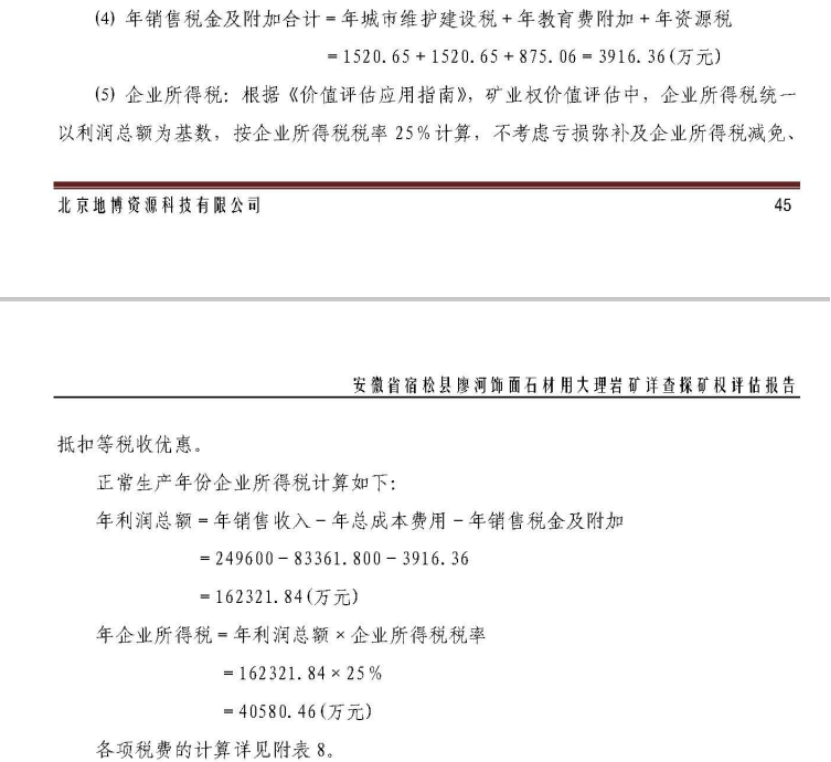 (4) 年销售税金及附加合计=年城市维护建设税+年教育费附加+年资源税
=1520.65+1520.65+875.06=3916.36(万元)
(5) 企业所得税：根据《价值评估应用指南》，矿业权价值评估中，企业所得税统一
以利润总额为基数，按企业所得税税率 25%计算，不考虑亏损弥补及企业所得税减免、
北京地博资源科技有限公司 45
安徽省宿松县廖河饰面石材用大理岩矿详查探矿权评估报告
抵扣等税收优惠。
正常生产年份企业所得税计算如下：
年利润总额=年销售收入-年总成本费用-年销售税金及附加
=249600-83361.800-3916.36
=162321.84(万元)
年企业所得税=年利润总额×企业所得税税率
=162321.84×25%
=40580.46(万元)
各项税费的计算详见附表 8。